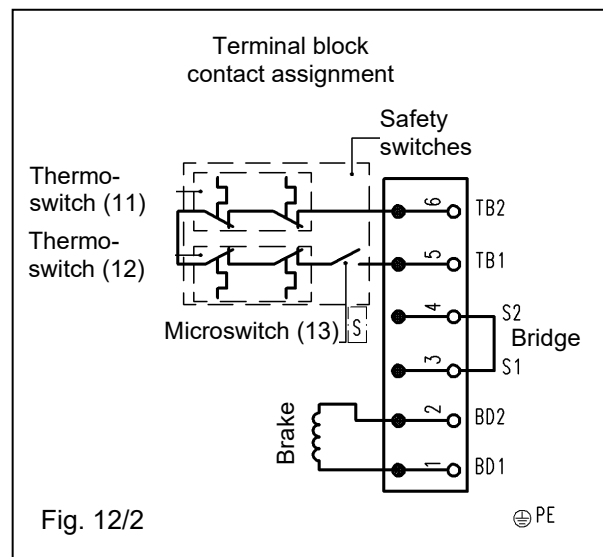 Terminal block
contact assignment
Safety
switches
Thermo-
switch (11)
Thermo-
switch (12)
Microswitch (13)
S
6
TB2
5
TB1
4
S2
Bridge
3
S1
Brake
2
BD2
1
BD1
Fig. 12/2
PE